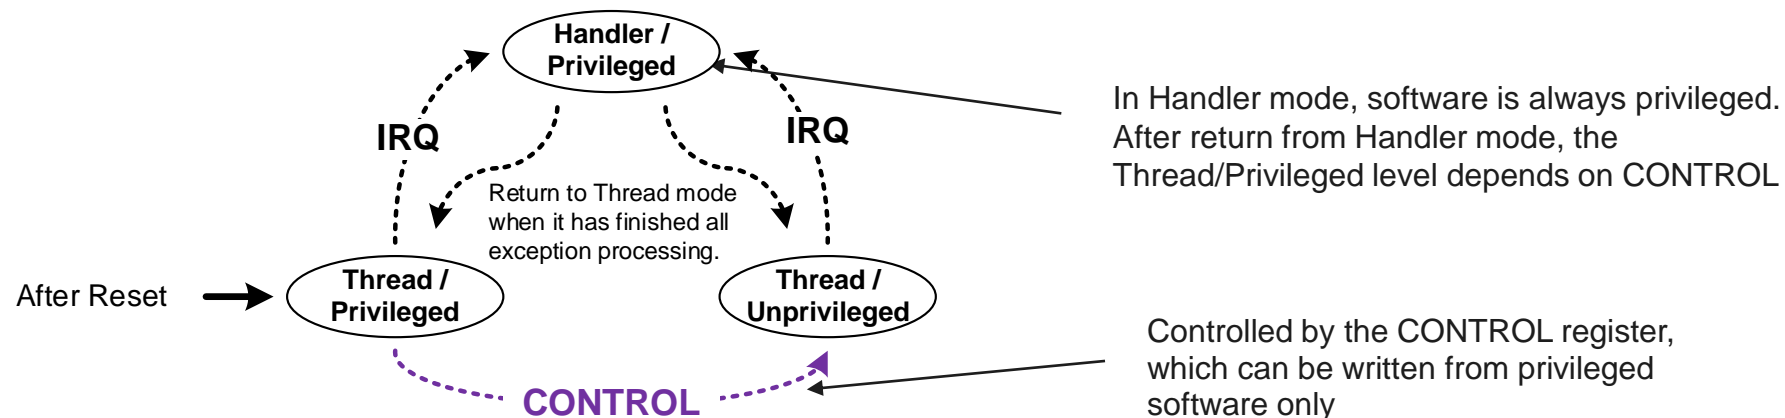 Handler /
Privileged
In Handler mode, software is always privileged.
After return from Handler mode, the
Thread/Privileged level depends on CONTROL
IRQ
IRQ
Return to Thread mode
when it has finished all
exception processing.
After Reset
Thread /
Privileged
Thread /
Unprivileged
Controlled by the CONTROL register,
which can be written from privileged
software only
CONTROL